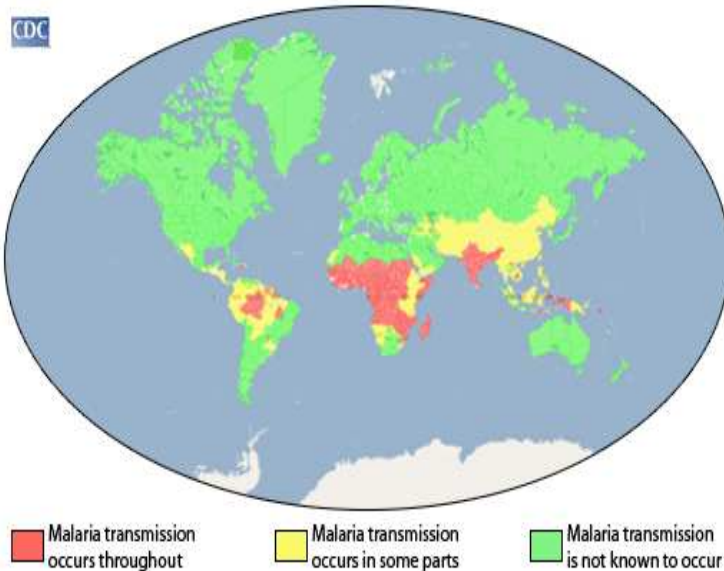 CDC
Malaria transmission
occurs throughout
Malaria transmission
occurs in some parts
Malaria transmission
is not known to occur